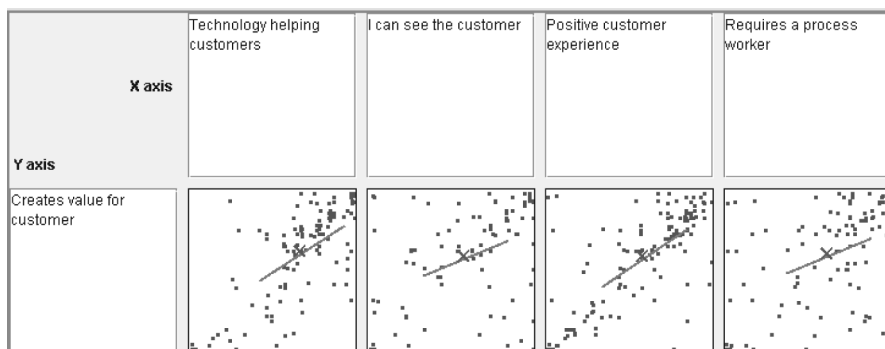 Technology helping
customers
I can see the customer
Positive customer
experience
Requires a process
worker
X axis
Y axis
Creates value for
customer